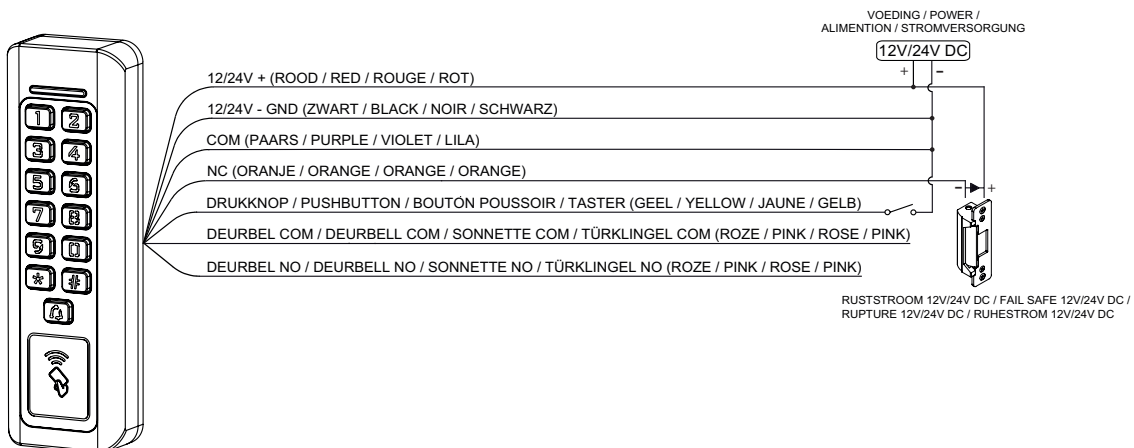 VOEDING / POWER /
ALIMENTION / STROMVERSORGUNG
12V/24V DC
+ -
12/24V + (ROOD / RED / ROUGE / ROT)
12/24V - GND (ZWART / BLACK / NOIR / SCHWARZ)
COM (PAARS / PURPLE / VIOLET / LILA)
NC (ORANJE / ORANGE / ORANGE / ORANGE)
- +
DRUKKNOP / PUSHBUTTON / BOUTÓN POUSSOIR / TASTER (GEEL / YELLOW / JAUNE / GELB)
DEURBEL COM / DEURBELL COM / SONNETTE COM / TÜRKLINGEL COM (ROZE / PINK / ROSE / PINK)
DEURBEL NO / DEURBELL NO / SONNETTE NO / TÜRKLINGEL NO (ROZE / PINK / ROSE / PINK)
1 2
3 4
5 6
7 8
9 0
* #
RUSTSTROOM 12V/24V DC / FAIL SAFE 12V/24V DC /
RUPTURE 12V/24V DC / RUHESTROM 12V/24V DC